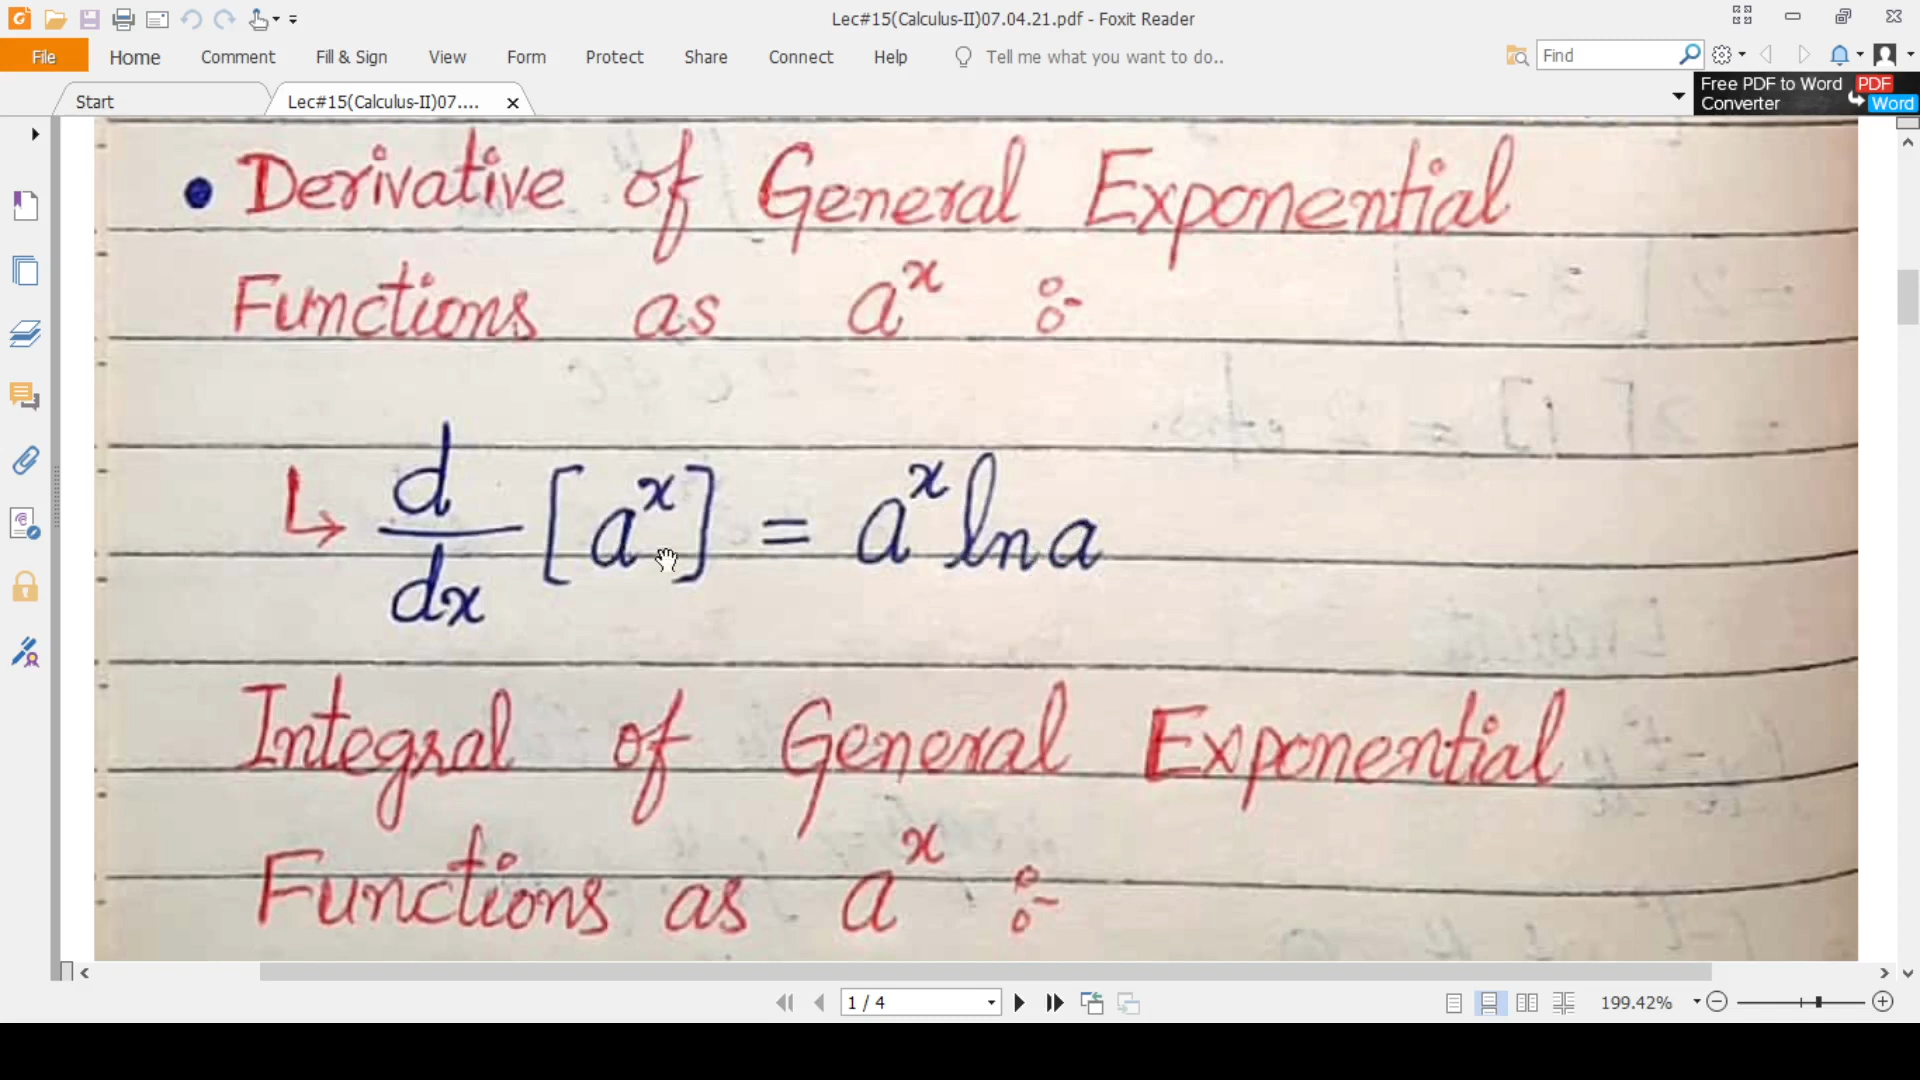 Lec#15(Calculus-II)07.04.21.pdf - Foxit Reader
File Home Comment Fill & Sign View Form Protect Share Connect Help Tell me what you want to do.. Find
Free PDF to Word Converter PDF Word
Start Lec#15(Calculus-II)07....
• Derivative of General Exponential
Functions as a^x :-
↳ d/dx [a^x] = a^x ln a
Integral of General Exponential
Functions as a^x :-
1 / 4 199.42%